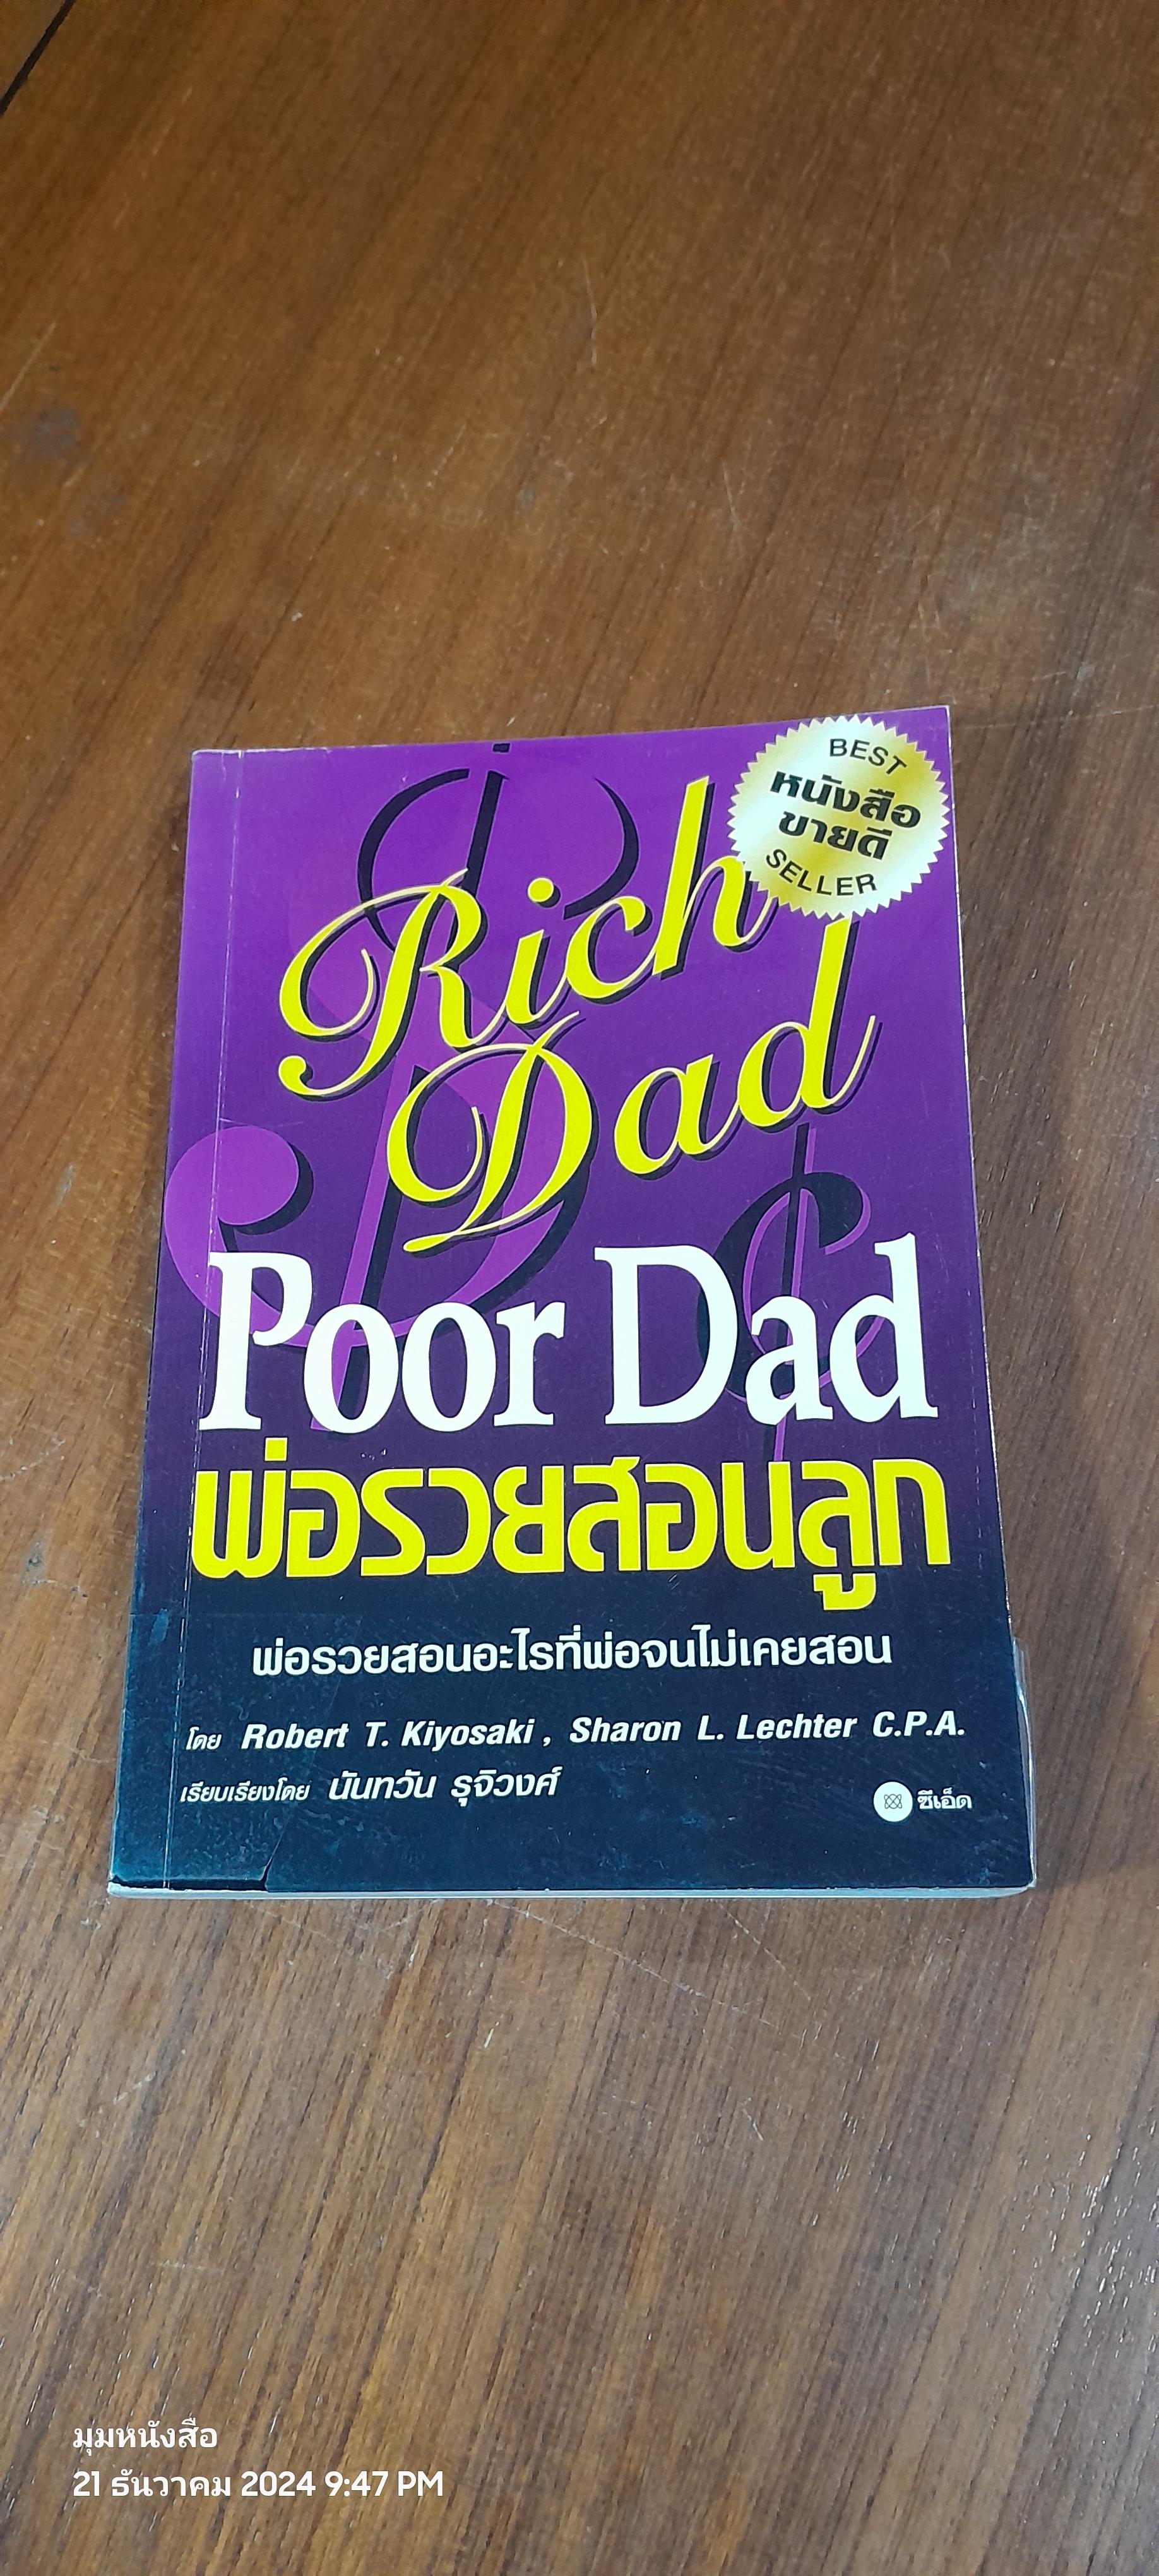 BEST
หนังสือ
ขายดี
SELLER
Rich
Dad
Poor Dad
พ่อรวยสอนลูก
พ่อรวยสอนอะไรที่พ่อจนไม่เคยสอน
โดย Robert T. Kiyosaki , Sharon L. Lechter C.P.A.
เรียบเรียงโดย นันทวัน รุจิวงศ์
ซีเอ็ด
มุมหนังสือ
21 ธันวาคม 2024 9:47 PM